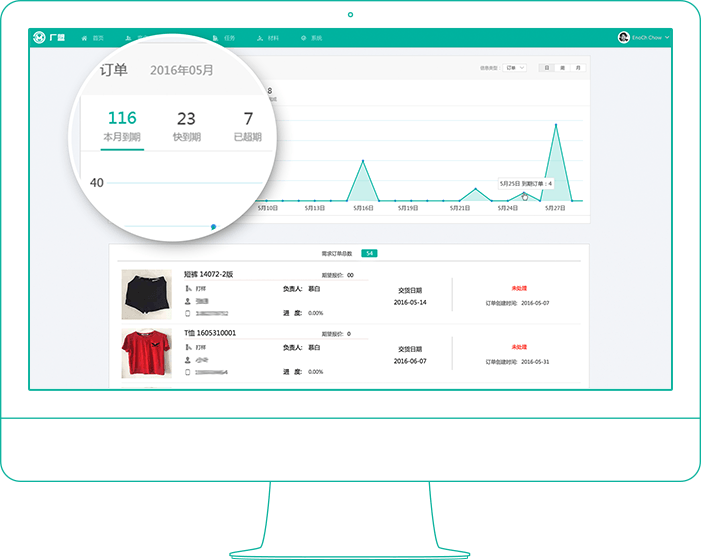 厂盟 首页 任务 材料 系统 EnoCh Chow
订单 2016年05月
订单
日 周 月
116 23 7 8
本月到期 快到期 已超期
40
5月25日 到期订单：4
5月10日 5月13日 5月16日 5月19日 5月21日 5月24日 5月27日
需求订单总数 54
短裤 14072-2版 期望报价: 00
打样 负责人: 慕白 交货日期 未处理
2016-05-14 订单创建时间: 2016-05-07
进 度: 0.00%
T恤 1605310001 期望报价: 0
打样 负责人: 慕白 交货日期 未处理
2016-06-07 订单创建时间: 2016-05-31
进 度: 0.00%